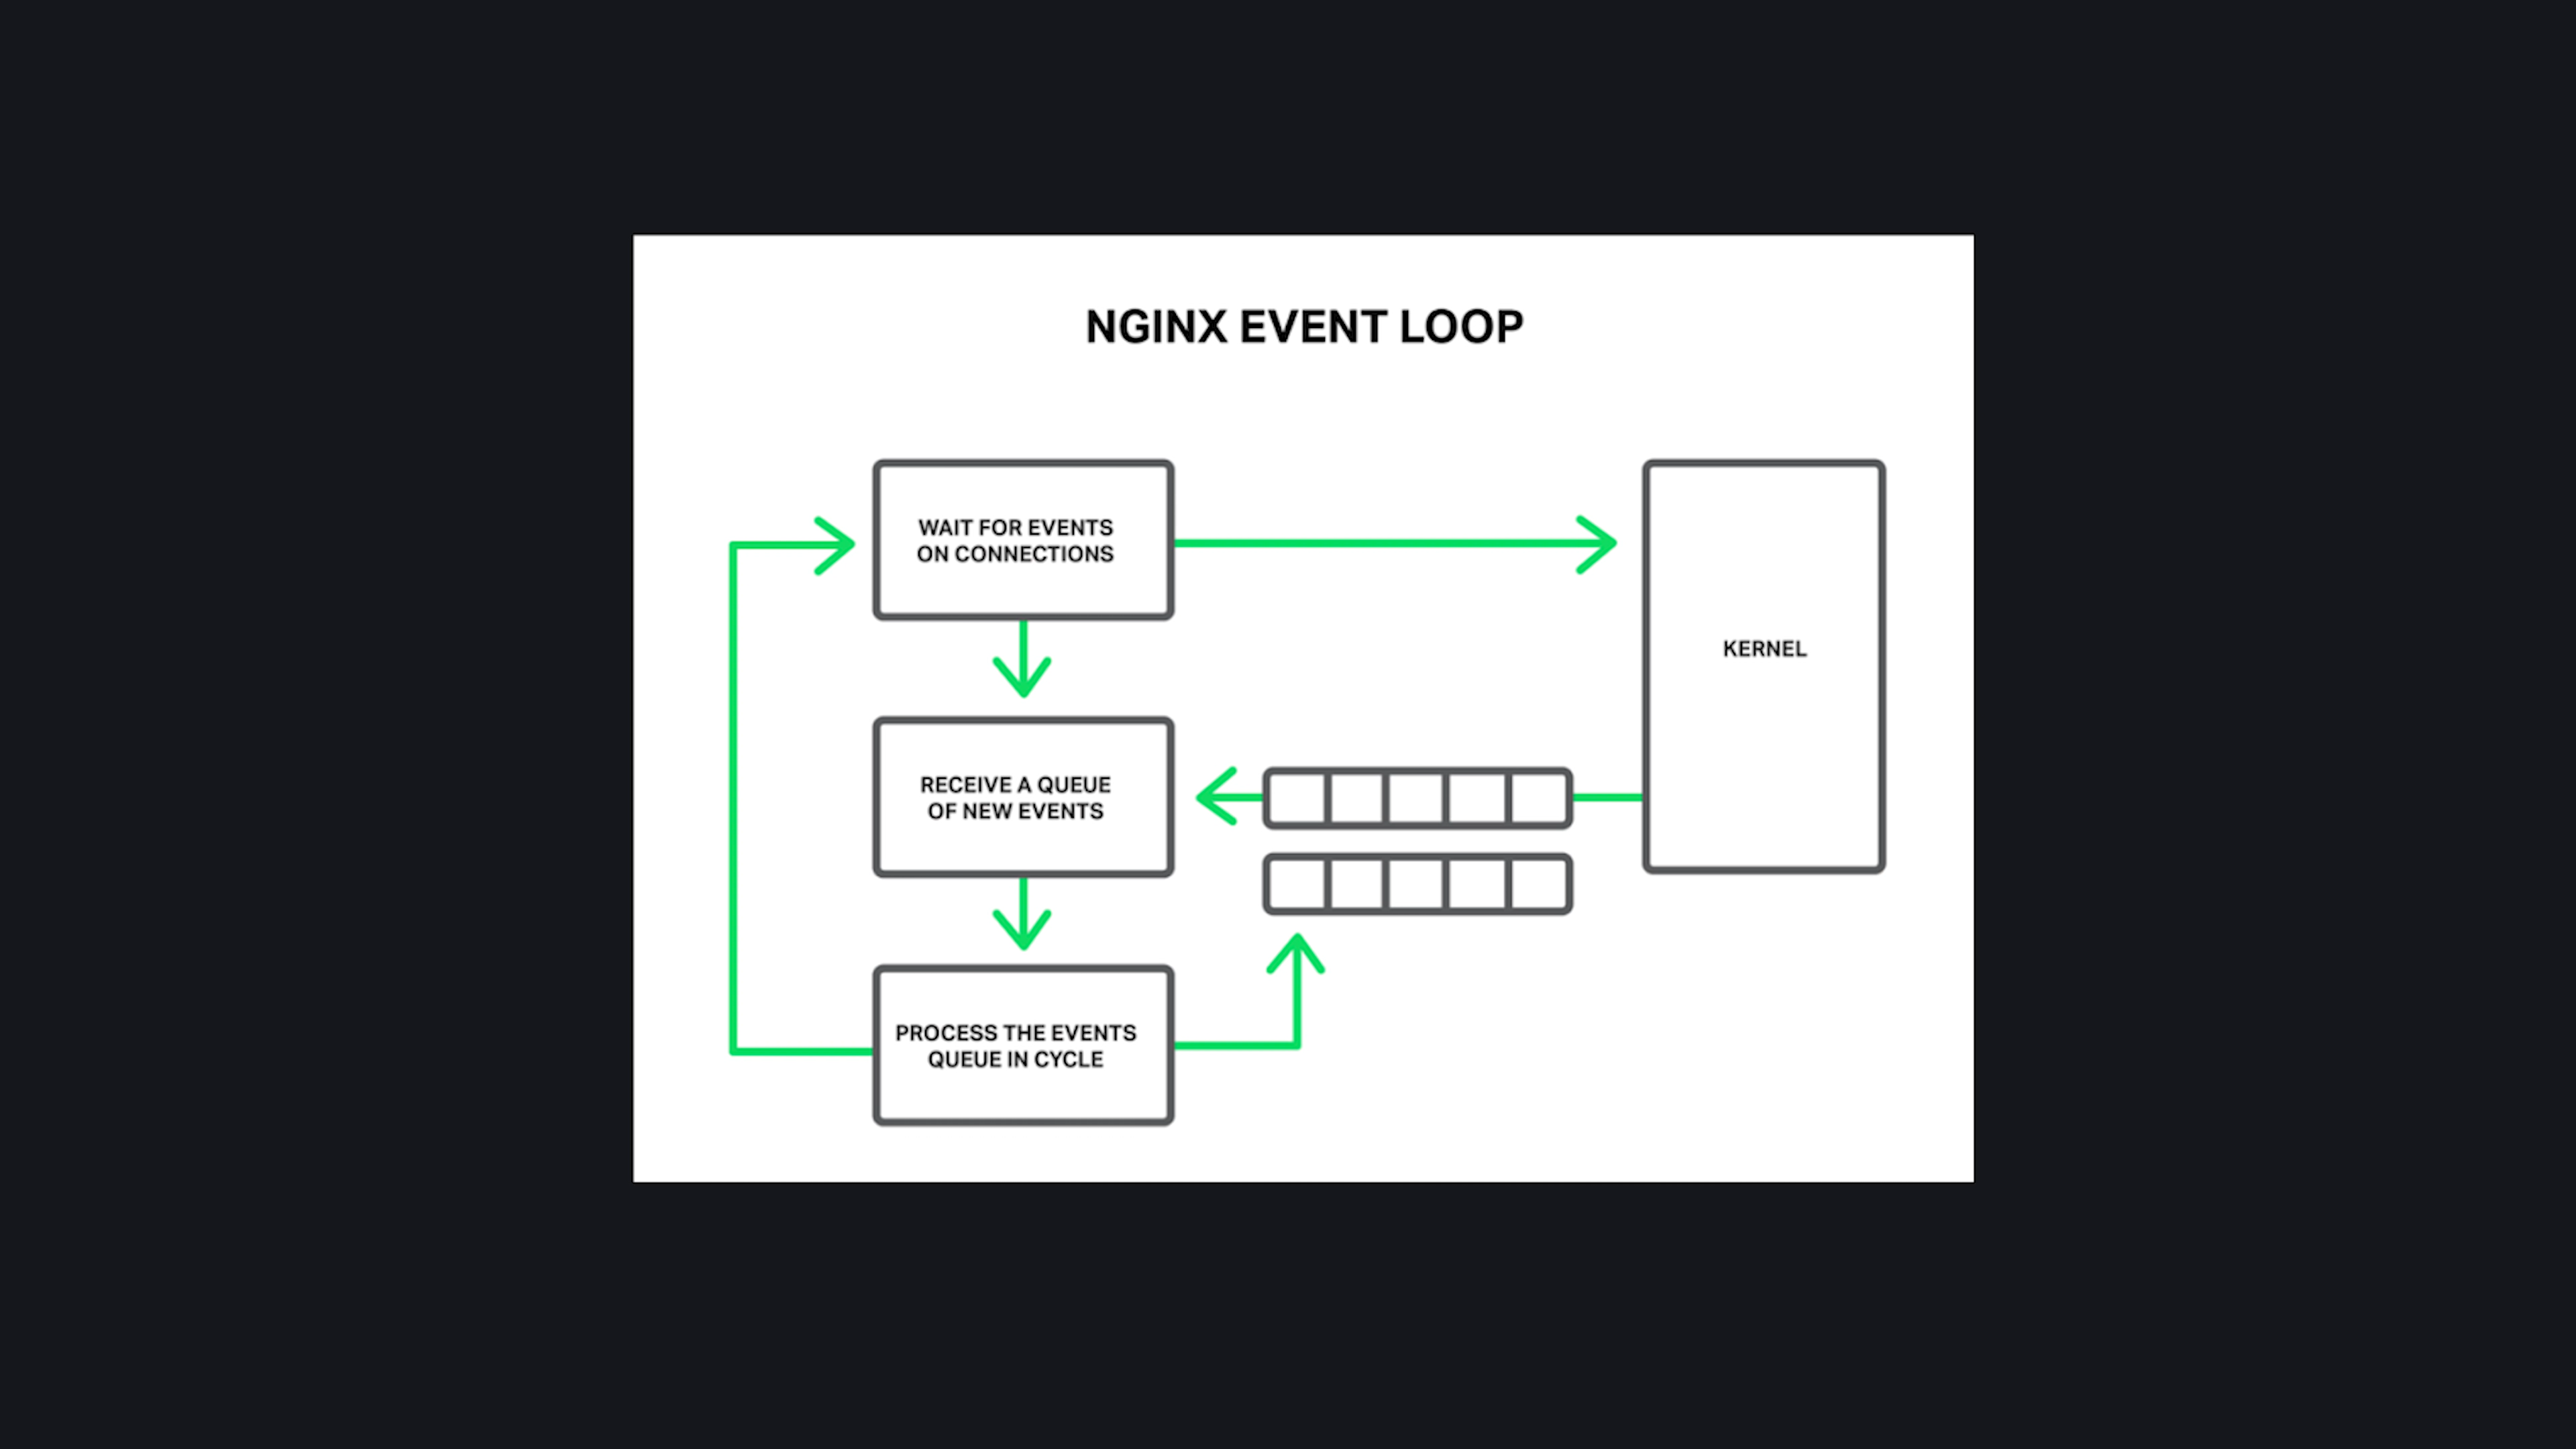 NGINX EVENT LOOP
WAIT FOR EVENTS
ON CONNECTIONS
KERNEL
RECEIVE A QUEUE
OF NEW EVENTS
PROCESS THE EVENTS
QUEUE IN CYCLE